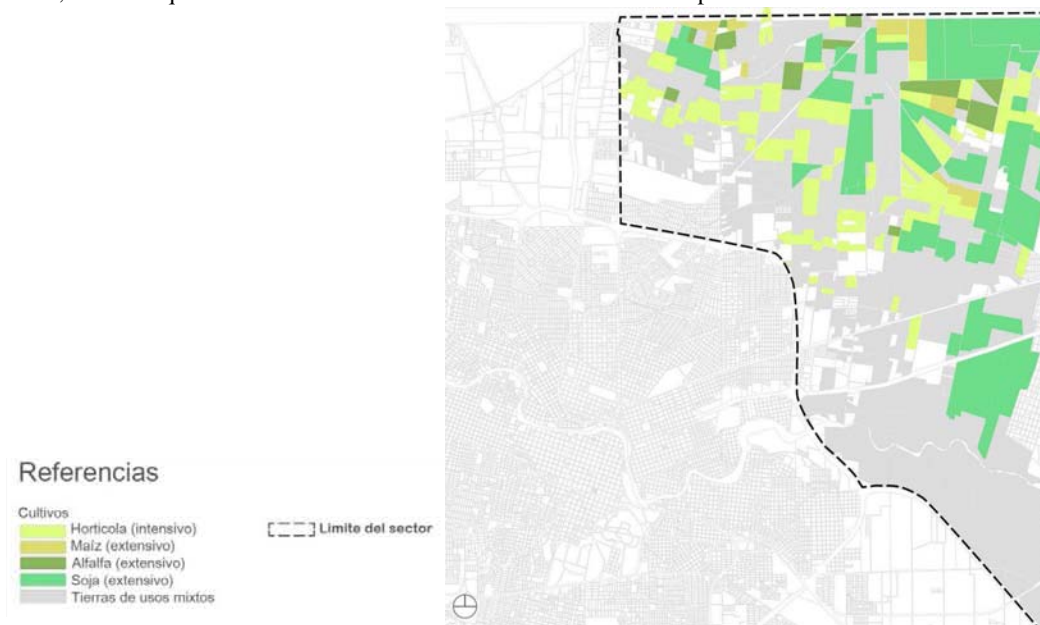 Referencias
Cultivos
Horticola (intensivo)
Maíz (extensivo)
Alfalfa (extensivo)
Soja (extensivo)
Tierras de usos mixtos
Limite del sector